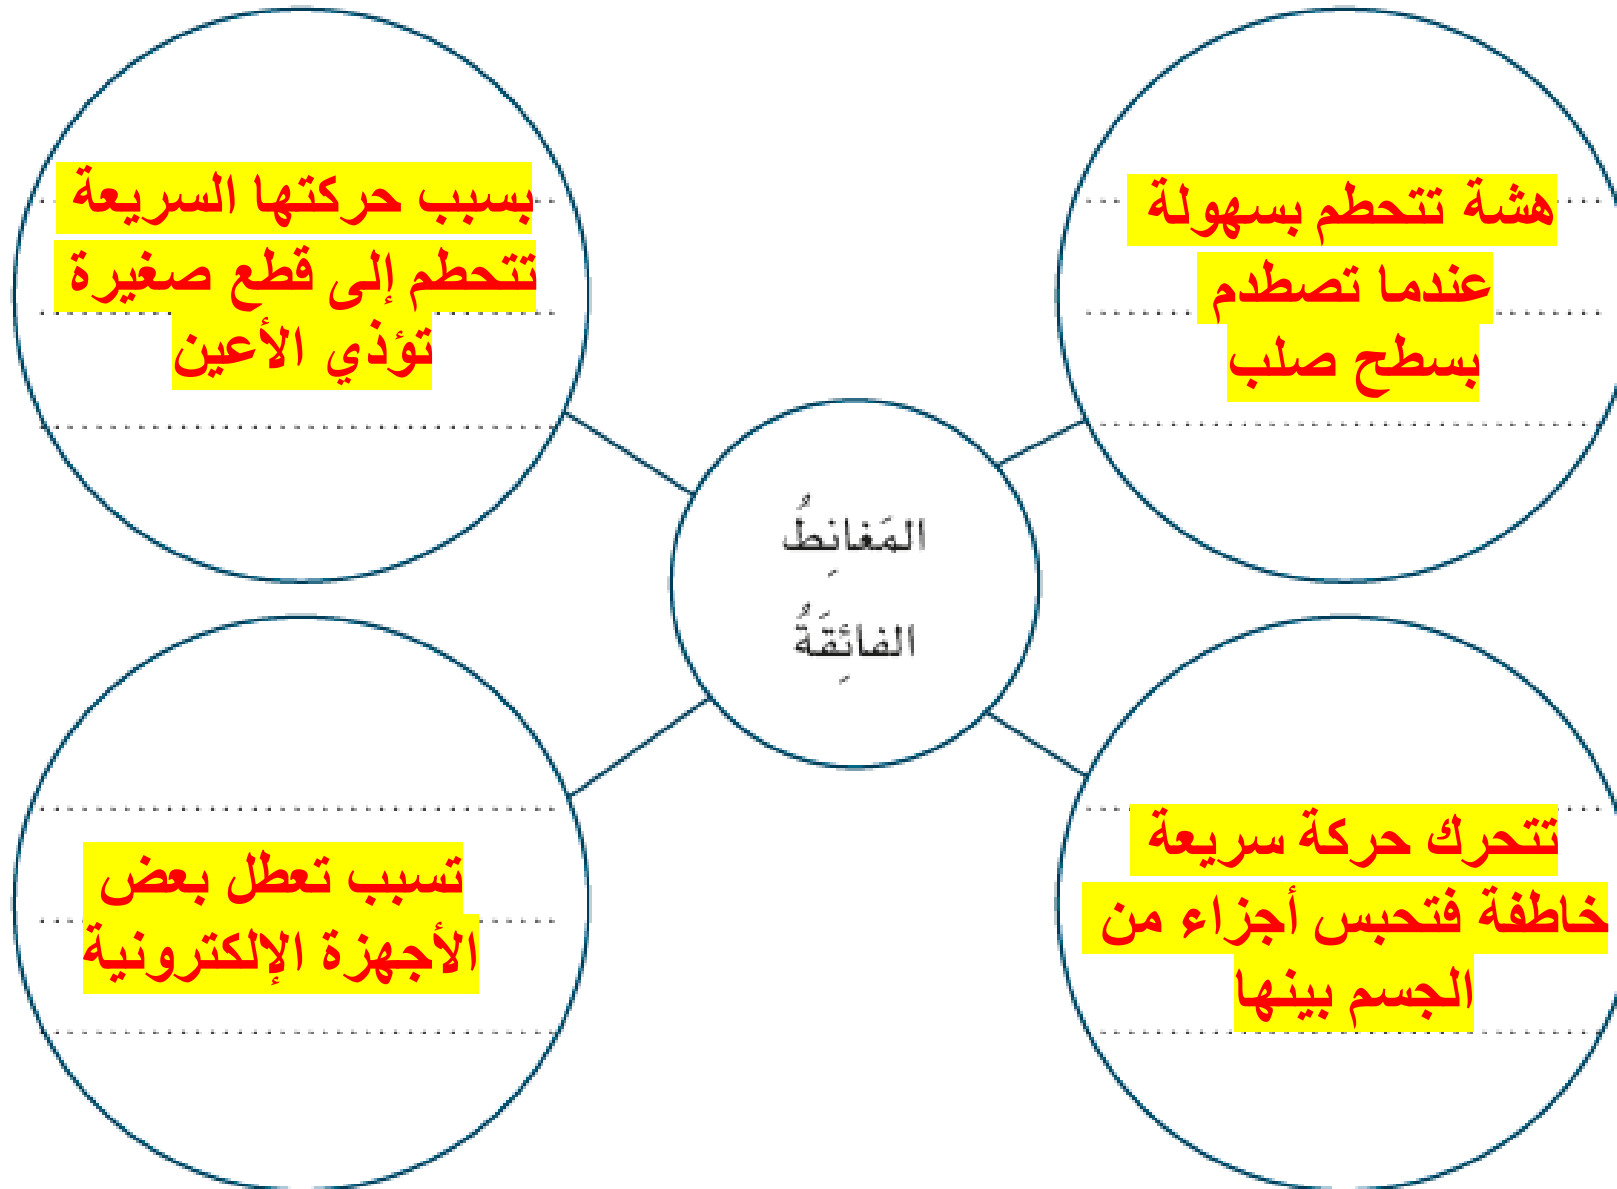 هشة تتحطم بسهولة
عندما تصطدم
بسطح صلب
بسبب حركتها السريعة
تتحطم إلى قطع صغيرة
تؤذي الأعين
المَغانِطُ
الفائِقَةُ
تتحرك حركة سريعة
خاطفة فتحبس أجزاء من
الجسم بينها
تسبب تعطل بعض
الأجهزة الإلكترونية